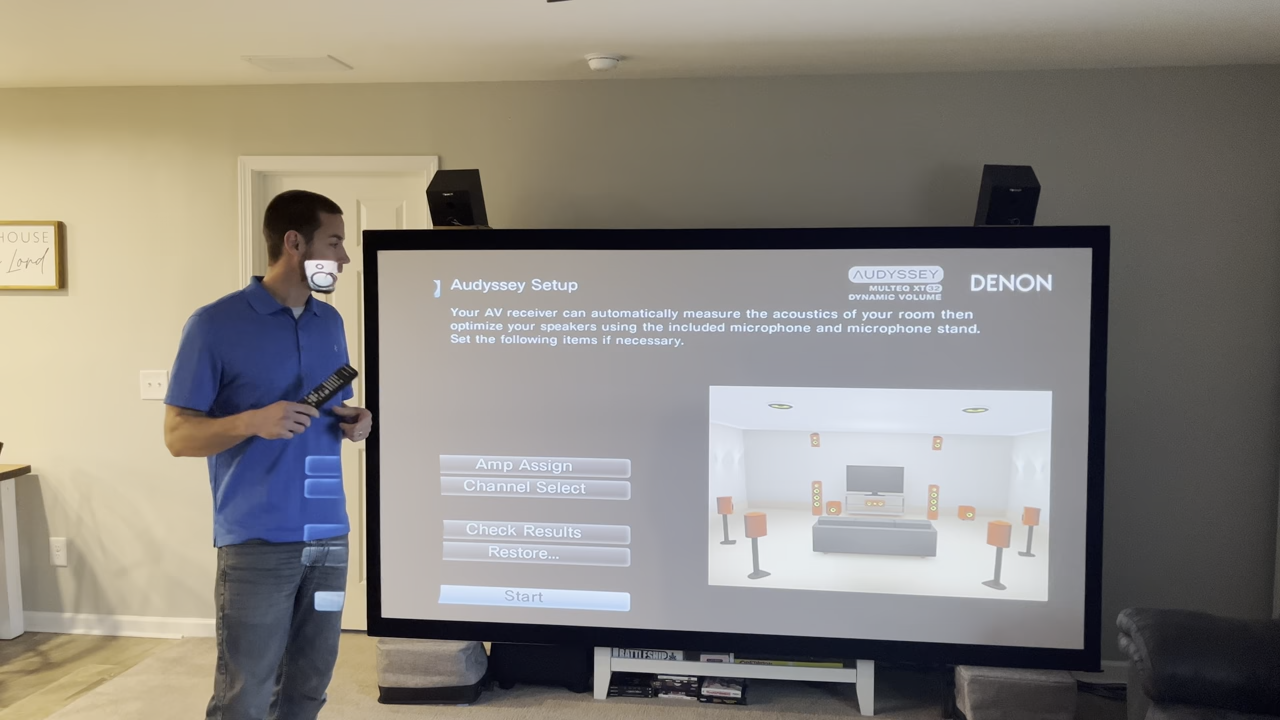 HOUSE
Lord
Audyssey Setup
AUDYSSEY
MULTEQ XT 32
DYNAMIC VOLUME
DENON
Your AV receiver can automatically measure the acoustics of your room then
optimize your speakers using the included microphone and microphone stand.
Set the following items if necessary.
Amp Assign
Channel Select
Check Results
Restore...
Start
BATTLESHIP